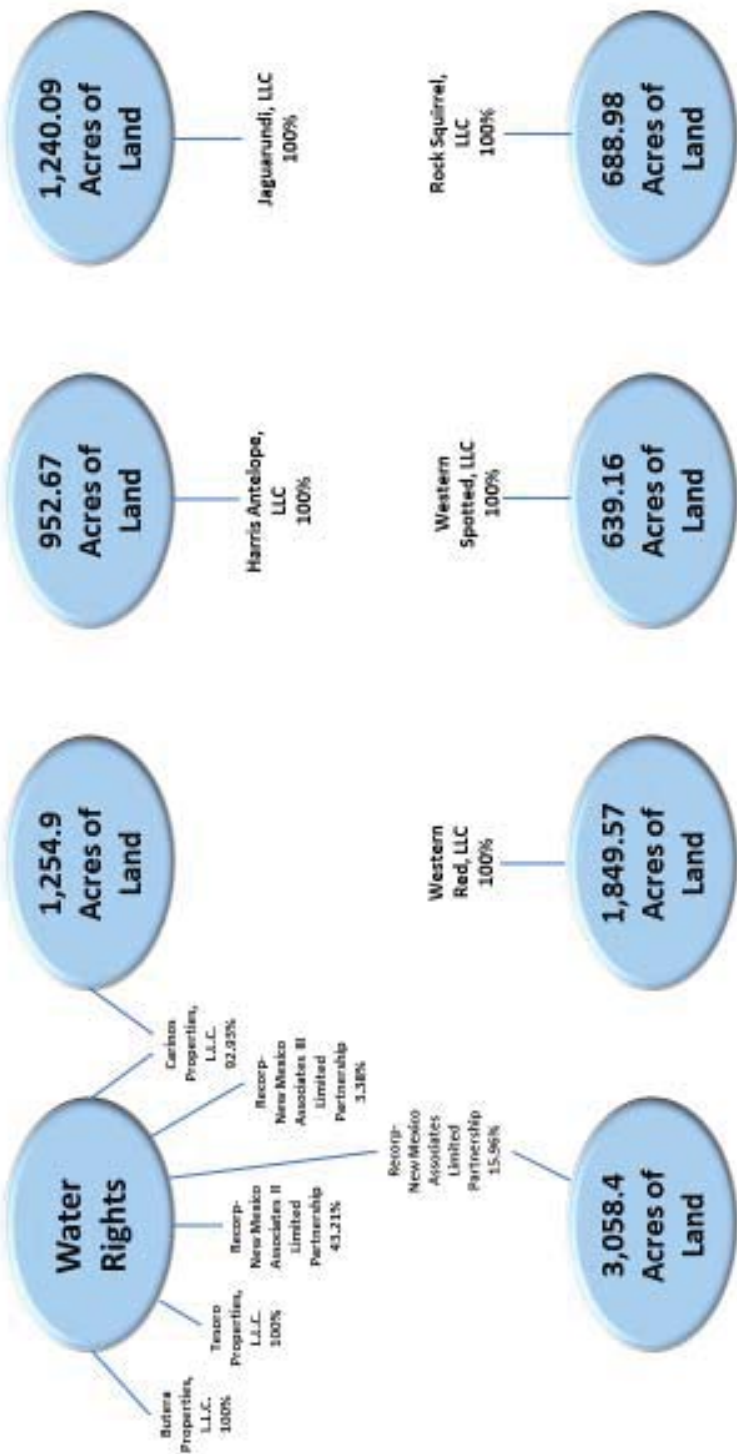 Water
Rights
1,254.9
Acres of
Land
952.67
Acres of
Land
1,240.09
Acres of
Land
Butera
Properties,
L.L.C.
100%
Tesoro
Properties,
L.L.C.
100%
Recorp-
New Mexico
Associates II
Limited
Partnership
43.21%
Recorp-
New Mexico
Associates
Limited
Partnership
15.96%
Recorp-
New Mexico
Associates III
Limited
Partnership
3.38%
Carinos
Properties,
L.L.C.
92.95%
Harris Antelope,
LLC
100%
Jaguarundi, LLC
100%
Western
Red, LLC
100%
Western
Spotted, LLC
100%
Rock Squirrel,
LLC
100%
3,058.4
Acres of
Land
1,849.57
Acres of
Land
639.16
Acres of
Land
688.98
Acres of
Land